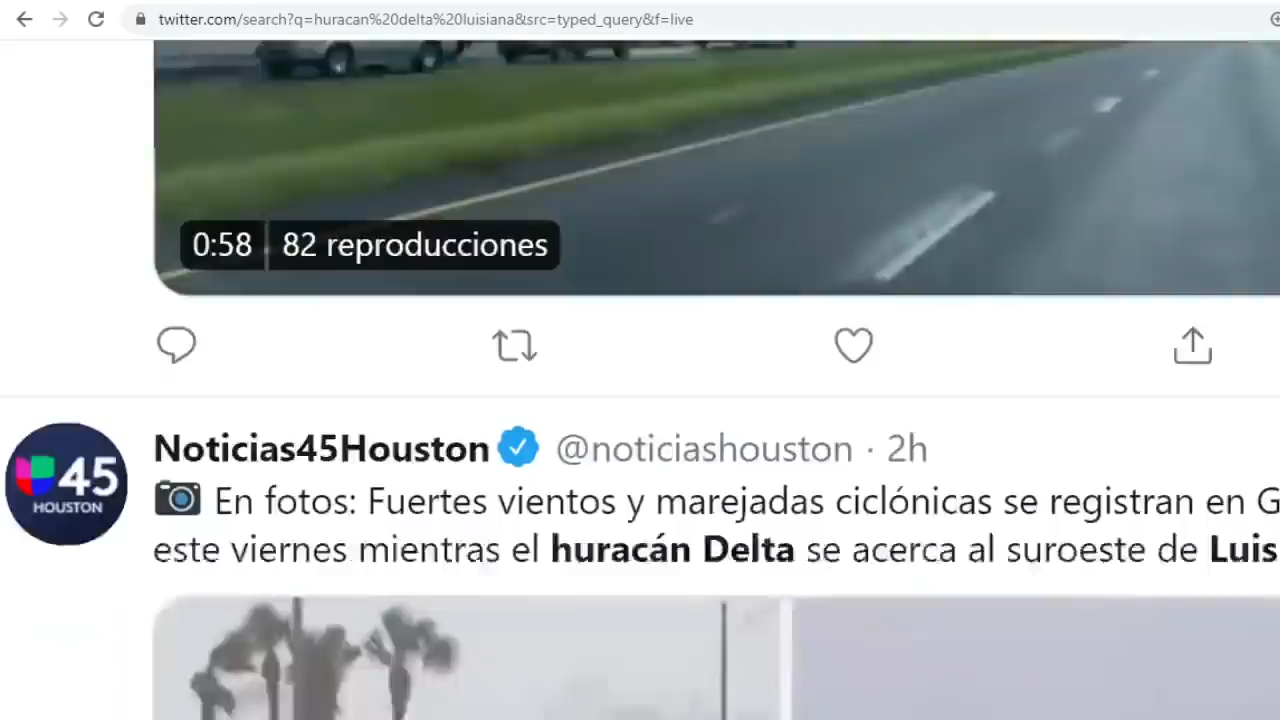 twitter.com/search?q=huracan%20delta%20luisiana&src=typed_query&f=live
0:58 82 reproducciones
Noticias45Houston @noticiashouston · 2h
45
HOUSTON
En fotos: Fuertes vientos y marejadas ciclónicas se registran en G
este viernes mientras el huracán Delta se acerca al suroeste de Luis